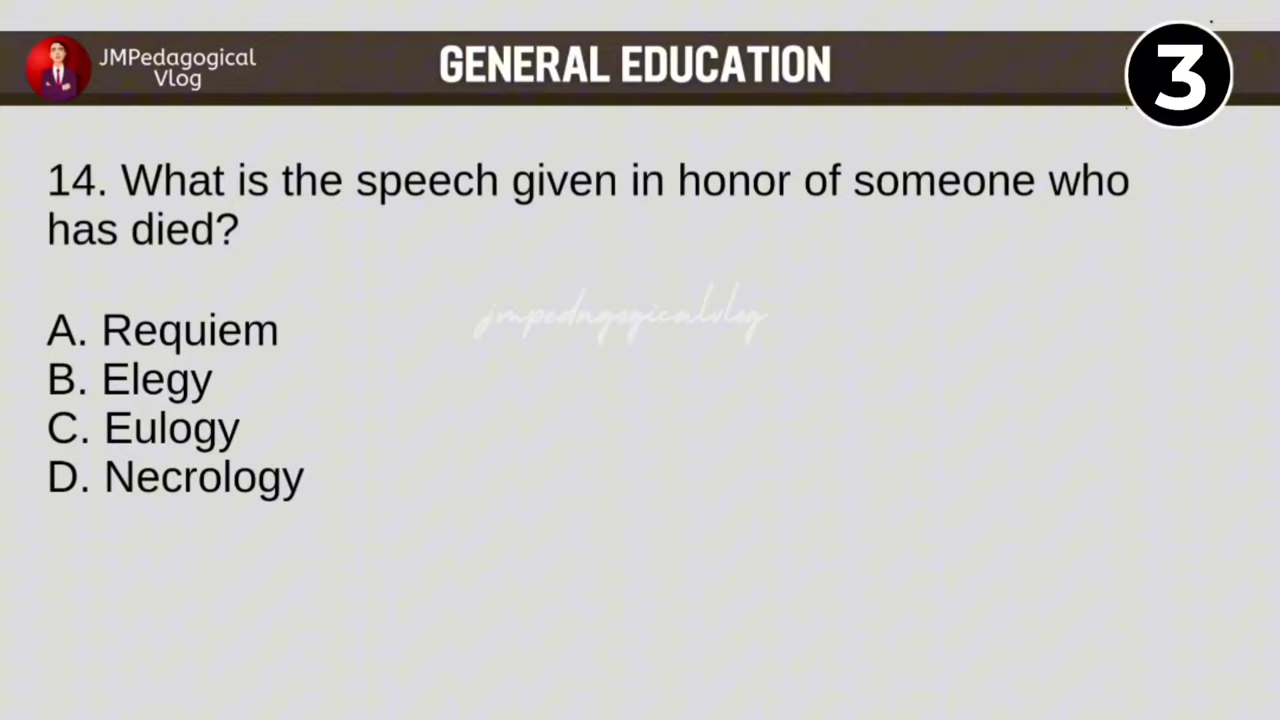 JMPedagogical
Vlog
GENERAL EDUCATION
3
14. What is the speech given in honor of someone who
has died?
jmpedagogicalvlog
A. Requiem
B. Elegy
C. Eulogy
D. Necrology